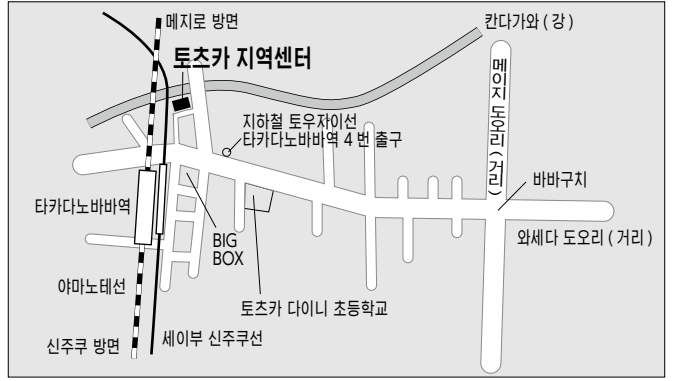 메지로 방면
칸다가와 ( 강 )
토츠카 지역센터
지하철 토우자이선
타카다노바바역 4 번 출구
메이지 도오리 ( 거리 )
바바구치
타카다노바바역
와세다 도오리 ( 거리 )
BIG
BOX
야마노테선
토츠카 다이니 초등학교
신주쿠 방면
세이부 신주쿠선